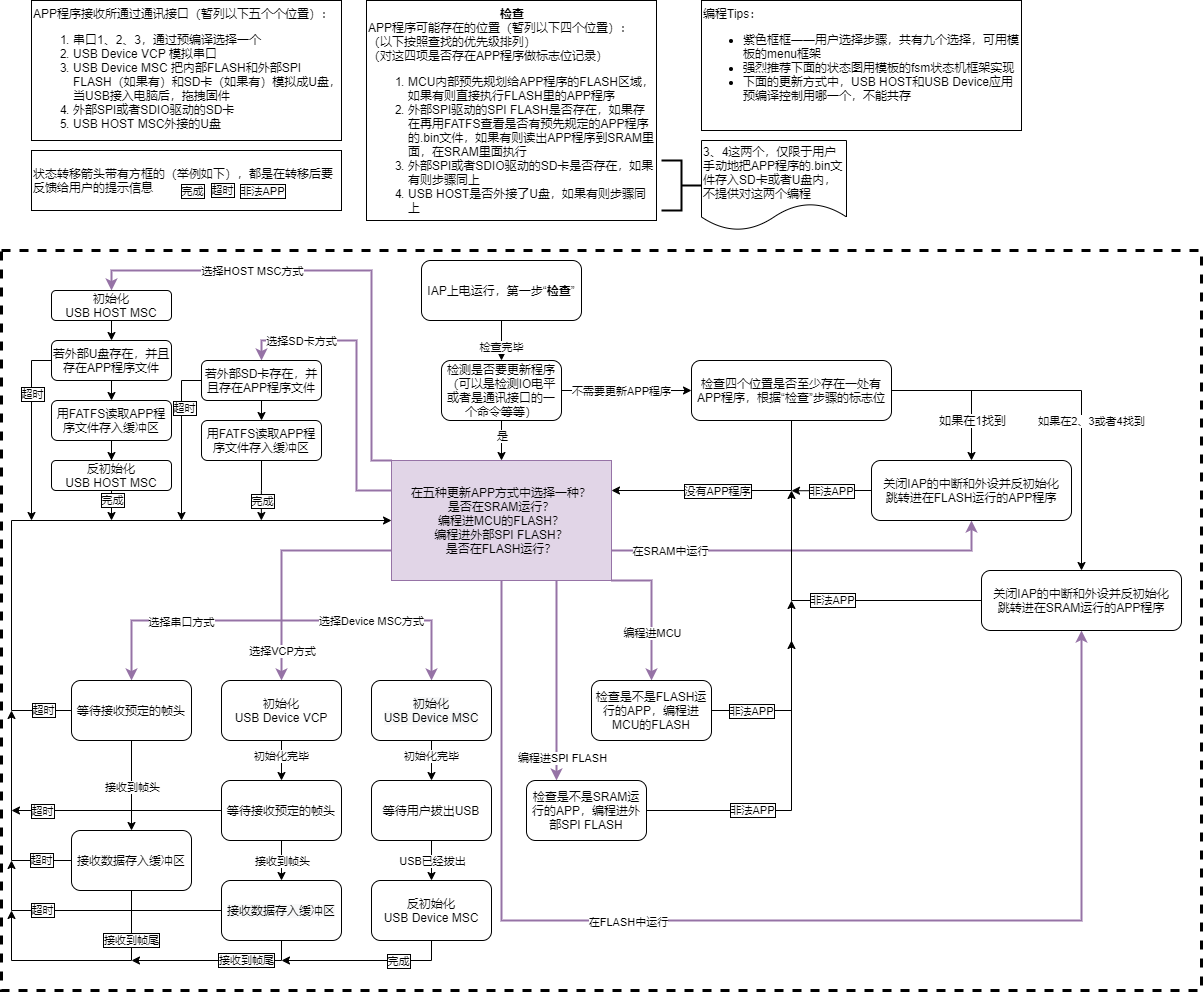 APP程序接收所通过通讯接口（暂列以下五个个位置）：
1. 串口1、2、3，通过预编译选择一个
2. USB Device VCP 模拟串口
3. USB Device MSC 把内部FLASH和外部SPI
FLASH（如果有）和SD卡（如果有）模拟成U盘，
当USB接入电脑后，拖拽固件
4. 外部SPI或者SDIO驱动的SD卡
5. USB HOST MSC外接的U盘
状态转移箭头带有方框的（举例如下），都是在转移后要
反馈给用户的提示信息
完成
超时
非法APP
检查
APP程序可能存在的位置（暂列以下四个位置）：
（以下按照查找的优先级排列）
（对这四项是否存在APP程序做标志位记录）
1. MCU内部预先规划给APP程序的FLASH区域，
如果有则直接执行FLASH里的APP程序
2. 外部SPI驱动的SPI FLASH是否存在，如果存
在再用FATFS查看是否有预先规定的APP程序
的.bin文件，如果有则读出APP程序到SRAM里
面，在SRAM里面执行
3. 外部SPI或者SDIO驱动的SD卡是否存在，如果
有则步骤同上
4. USB HOST是否外接了U盘，如果有则步骤同
上
编程Tips：
• 紫色框框——用户选择步骤，共有九个选择，可用模
板的menu框架
• 强烈推荐下面的状态图用模板的fsm状态机框架实现
• 下面的更新方式中，USB HOST和USB Device应用
预编译控制用哪一个，不能共存
3、4这两个，仅限于用户
手动地把APP程序的.bin文
件存入SD卡或者U盘内，
不提供对这两个编程
选择HOST MSC方式
初始化
USB HOST MSC
若外部U盘存在，并且
存在APP程序文件
超时
用FATFS读取APP程
序文件存入缓冲区
反初始化
USB HOST MSC
完成
选择SD卡方式
若外部SD卡存在，并
且存在APP程序文件
超时
用FATFS读取APP程
序文件存入缓冲区
完成
IAP上电运行，第一步“检查”
检查完毕
检测是否要更新程序
（可以是检测IO电平
或者是通讯接口的一
个命令等等）
不需要更新APP程序
是
检查四个位置是否至少存在一处有
APP程序，根据“检查”步骤的标志位
如果在1找到
如果在2、3或者4找到
在五种更新APP方式中选择一种？
是否在SRAM运行？
编程进MCU的FLASH？
编程进外部SPI FLASH？
是否在FLASH运行？
没有APP程序
非法APP
关闭IAP的中断和外设并反初始化
跳转进在FLASH运行的APP程序
在SRAM中运行
非法APP
关闭IAP的中断和外设并反初始化
跳转进在SRAM运行的APP程序
选择串口方式
选择Device MSC方式
选择VCP方式
编程进MCU
超时
等待接收预定的帧头
初始化
USB Device VCP
初始化
USB Device MSC
检查是不是FLASH运
行的APP，编程进
MCU的FLASH
非法APP
接收到帧头
初始化完毕
初始化完毕
编程进SPI FLASH
超时
等待接收预定的帧头
等待用户拔出USB
检查是不是SRAM运
行的APP，编程进外
部SPI FLASH
非法APP
超时
接收数据存入缓冲区
接收到帧头
USB已经拔出
超时
接收数据存入缓冲区
反初始化
USB Device MSC
在FLASH中运行
接收到帧尾
接收到帧尾
完成